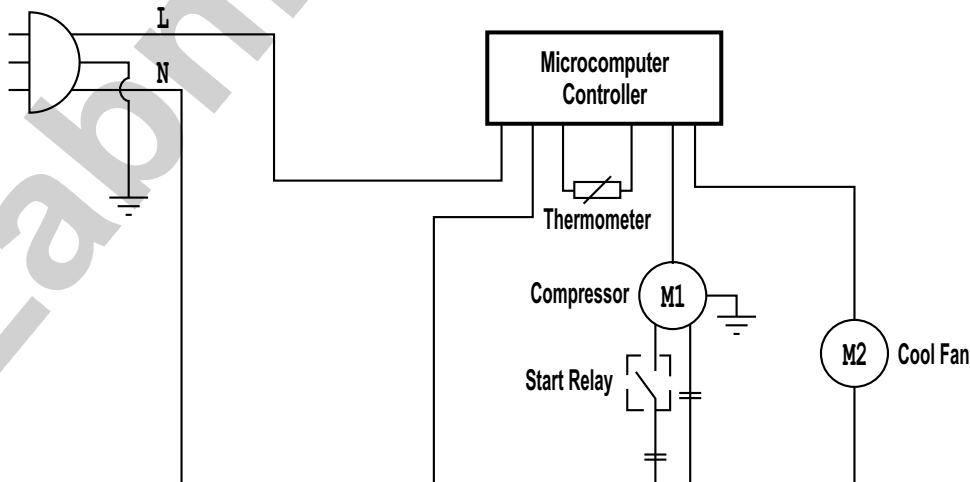 L
N
Microcomputer
Controller
Thermometer
Compressor
M1
Start Relay
M2
Cool Fan